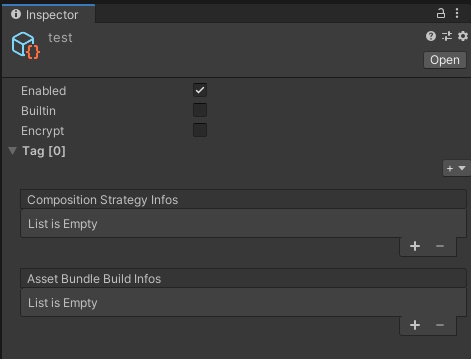 Inspector
test
Open
Enabled
Builtin
Encrypt
Tag [0]
Composition Strategy Infos
List is Empty
Asset Bundle Build Infos
List is Empty